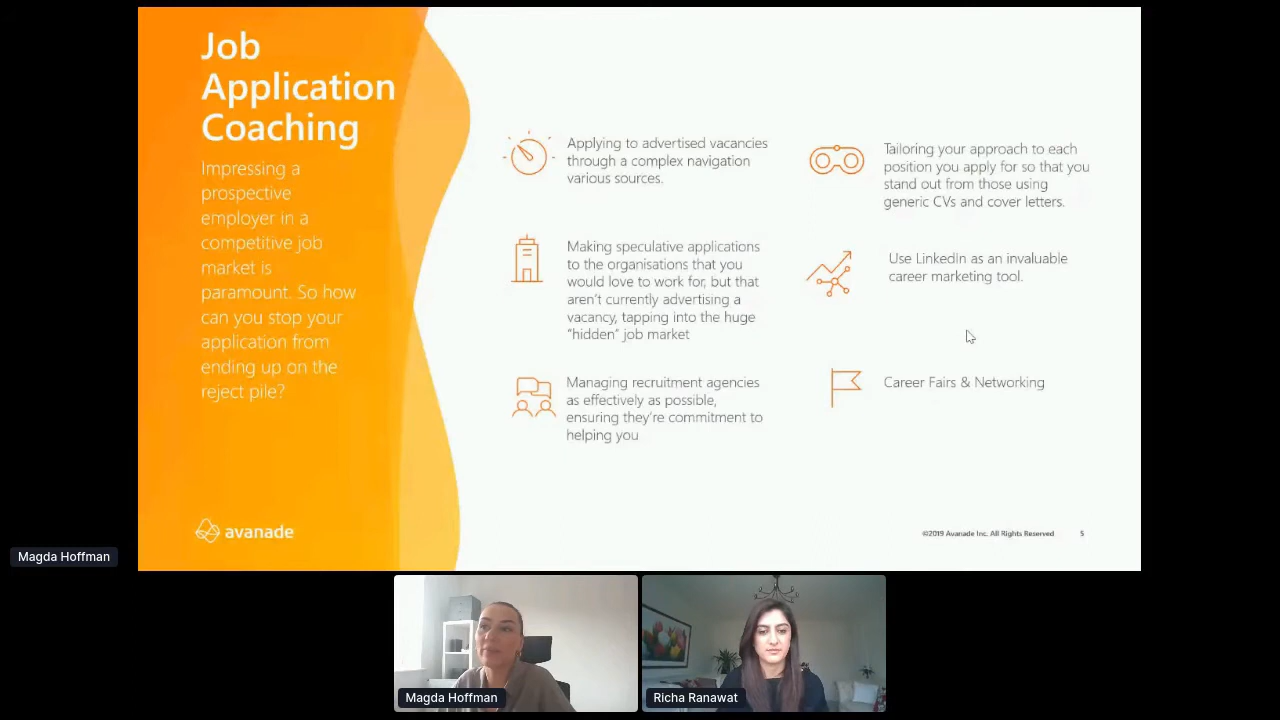 Job
Application
Coaching
Impressing a
prospective
employer in a
competitive job
market is
paramount. So how
can you stop your
application from
ending up on the
reject pile?
avanade
Applying to advertised vacancies
through a complex navigation
various sources.
Making speculative applications
to the organisations that you
would love to work for, but that
aren't currently advertising a
vacancy, tapping into the huge
"hidden" job market
Managing recruitment agencies
as effectively as possible,
ensuring they're commitment to
helping you
Tailoring your approach to each
position you apply for so that you
stand out from those using
generic CVs and cover letters.
Use LinkedIn as an invaluable
career marketing tool.
Career Fairs & Networking
©2019 Avanade Inc. All Rights Reserved
5
Magda Hoffman
Magda Hoffman
Richa Ranawat